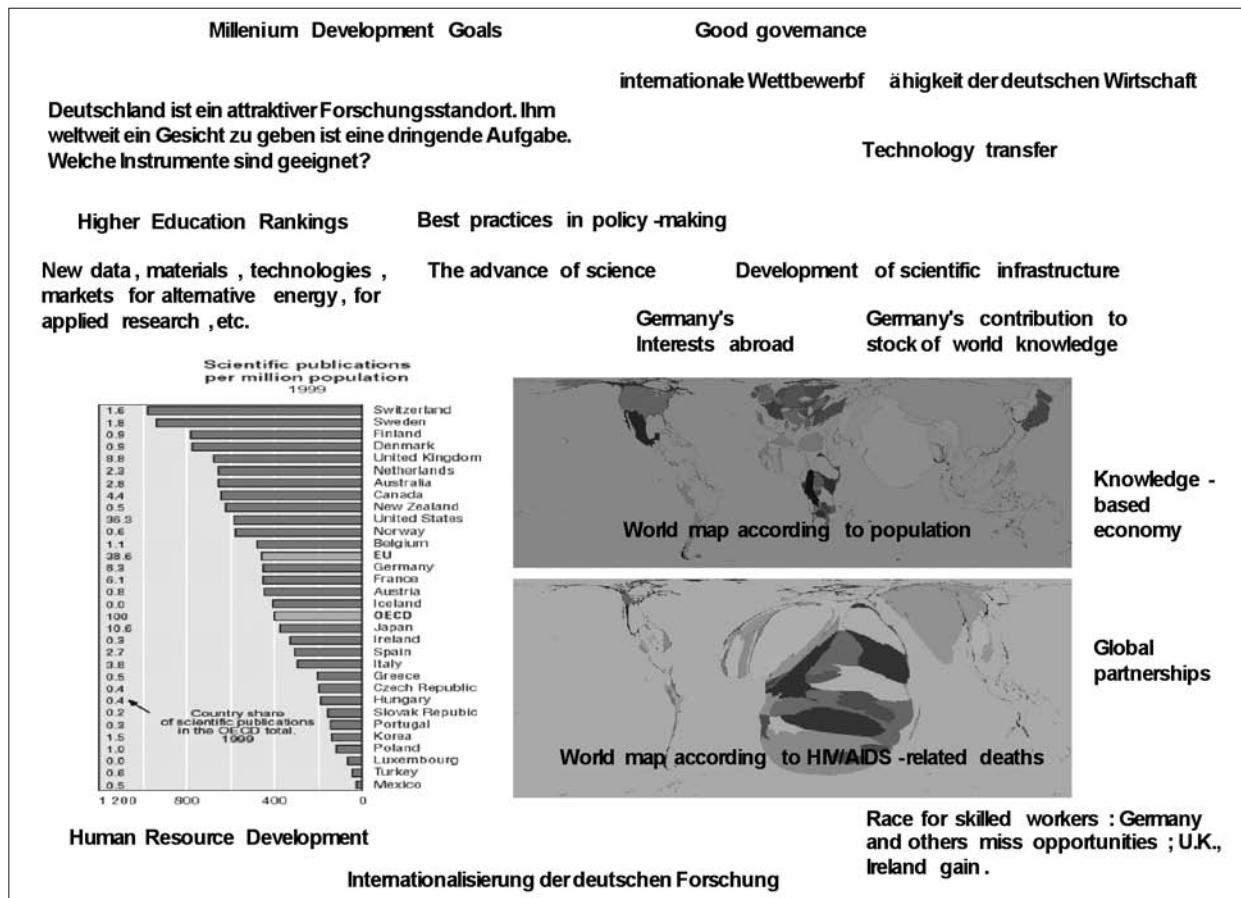 Millenium Development Goals
Good governance
internationale Wettbewerbf ähigkeit der deutschen Wirtschaft
Deutschland ist ein attraktiver Forschungsstandort. Ihm
weltweit ein Gesicht zu geben ist eine dringende Aufgabe.
Welche Instrumente sind geeignet?
Technology transfer
Higher Education Rankings
Best practices in policy -making
New data , materials , technologies ,
markets for alternative energy , for
applied research , etc.
The advance of science
Development of scientific infrastructure
Germany's
Interests abroad
Germany's contribution to
stock of world knowledge
Scientific publications
per million population
1999
1.6 Switzerland
1.8 Sweden
0.9 Finland
0.9 Denmark
8.8 United Kingdom
2.3 Netherlands
2.8 Australia
4.4 Canada
0.5 New Zealand
36.3 United States
0.6 Norway
1.1 Belgium
38.6 EU
8.3 Germany
6.1 France
0.8 Austria
0.0 Iceland
100 OECD
10.6 Japan
0.3 Ireland
2.7 Spain
3.8 Italy
0.5 Greece
0.4 Czech Republic
0.4 Hungary
0.2 Slovak Republic
0.3 Portugal
1.5 Korea
1.0 Poland
0.0 Luxembourg
0.6 Turkey
0.5 Mexico
Country share
of scientific publications
in the OECD total.
1999
1 200 800 400 0
World map according to population
Knowledge -
based
economy
World map according to HIV/AIDS -related deaths
Global
partnerships
Human Resource Development
Race for skilled workers : Germany
and others miss opportunities ; U.K.,
Ireland gain .
Internationalisierung der deutschen Forschung